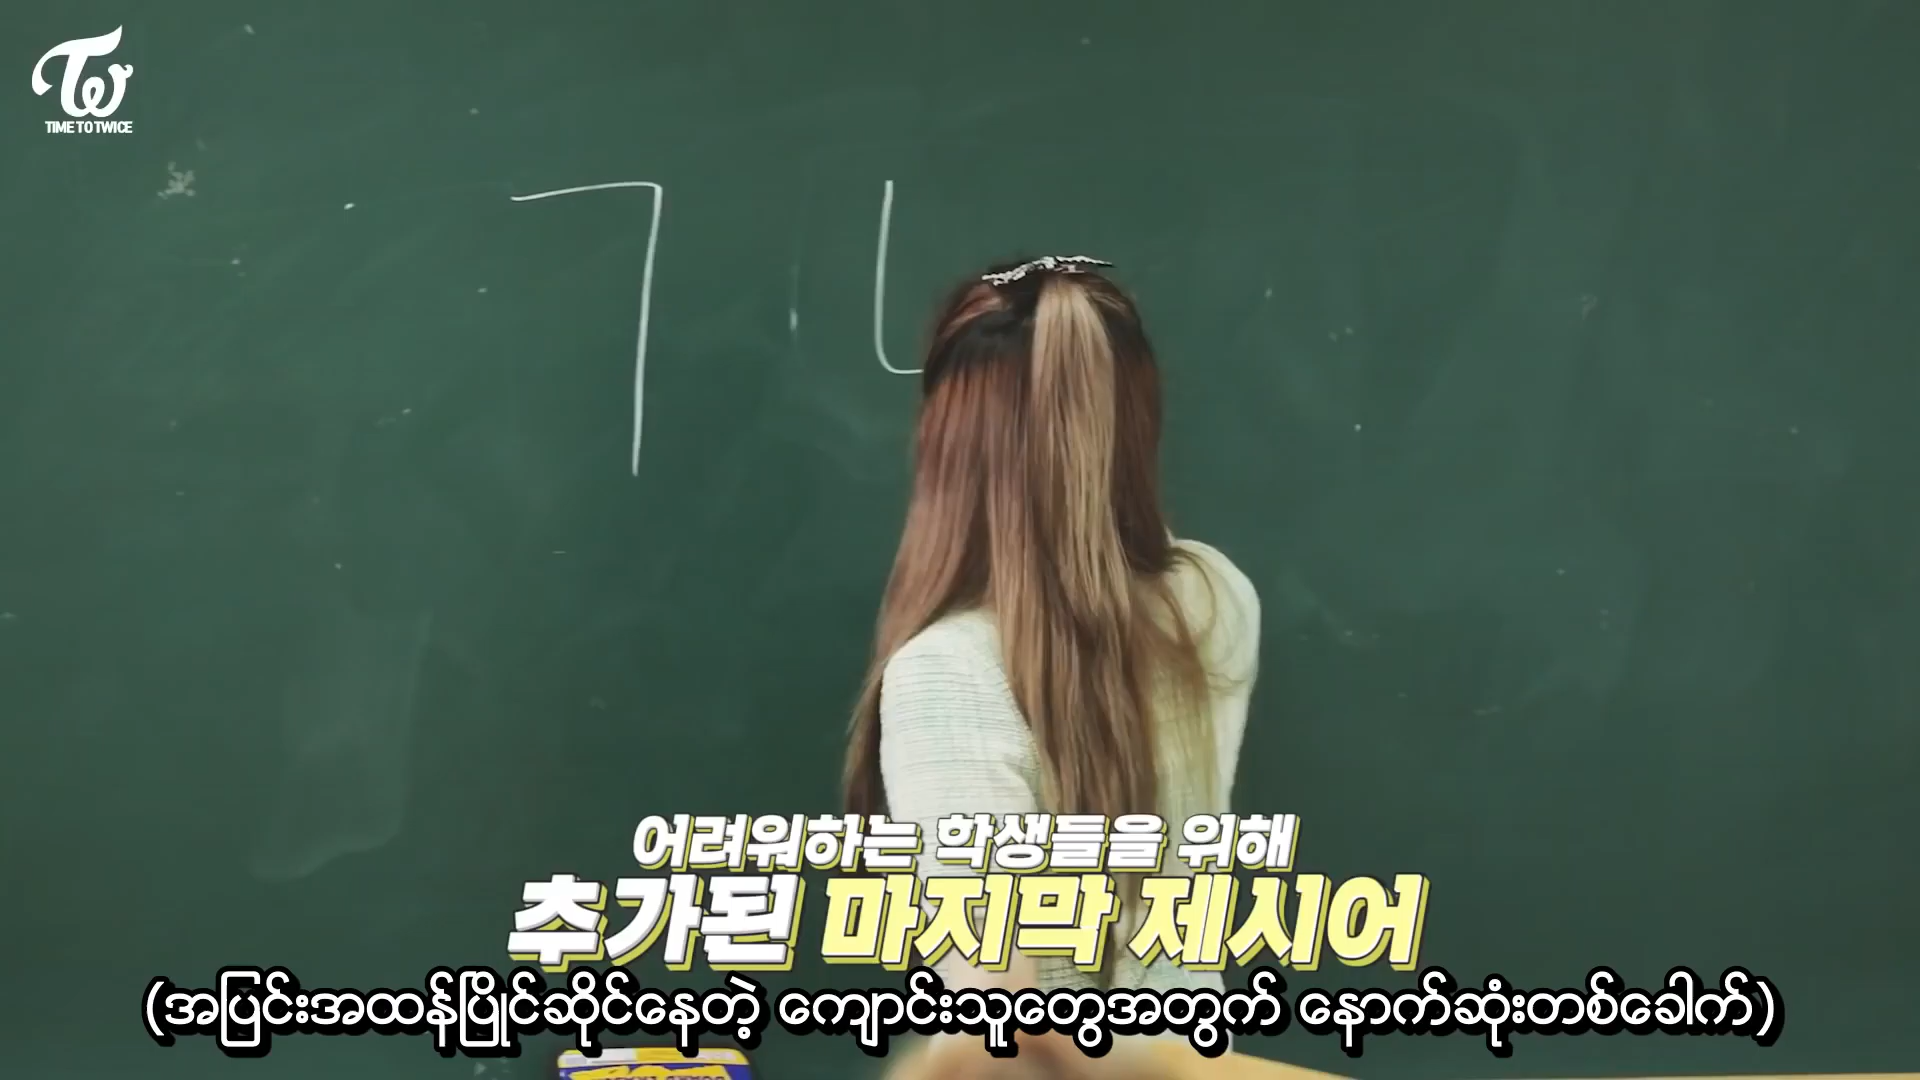 TW
TIME TO TWICE
ㄱ ㄴ
어려워하는 학생들을 위해
추가된 마지막 제시어
(အပြင်းအထန်ပြိုင်ဆိုင်နေတဲ့ ကျောင်းသူတွေအတွက် နောက်ဆုံးတစ်ခေါက်)